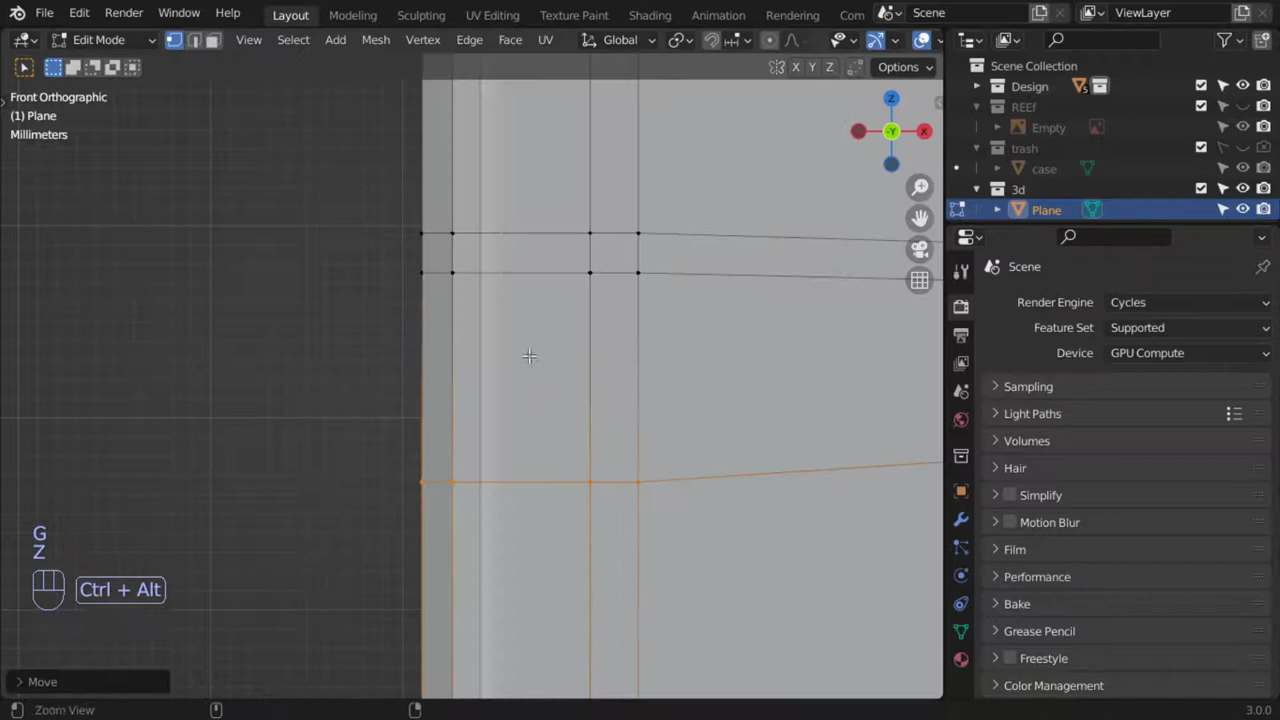 File Edit Render Window Help Layout Modeling Sculpting UV Editing Texture Paint Shading Animation Rendering Com Scene ViewLayer
Edit Mode View Select Add Mesh Vertex Edge Face UV Global
X Y Z Options
Front Orthographic
(1) Plane
Millimeters
Z
-Y X
G
Z
Ctrl + Alt
Move
Zoom View
Scene Collection
Design 5
REEf
Empty
trash
case
3d
Plane
Scene
Render Engine Cycles
Feature Set Supported
Device GPU Compute
Sampling
Light Paths
Volumes
Hair
Simplify
Motion Blur
Film
Performance
Bake
Grease Pencil
Freestyle
Color Management
3.0.0